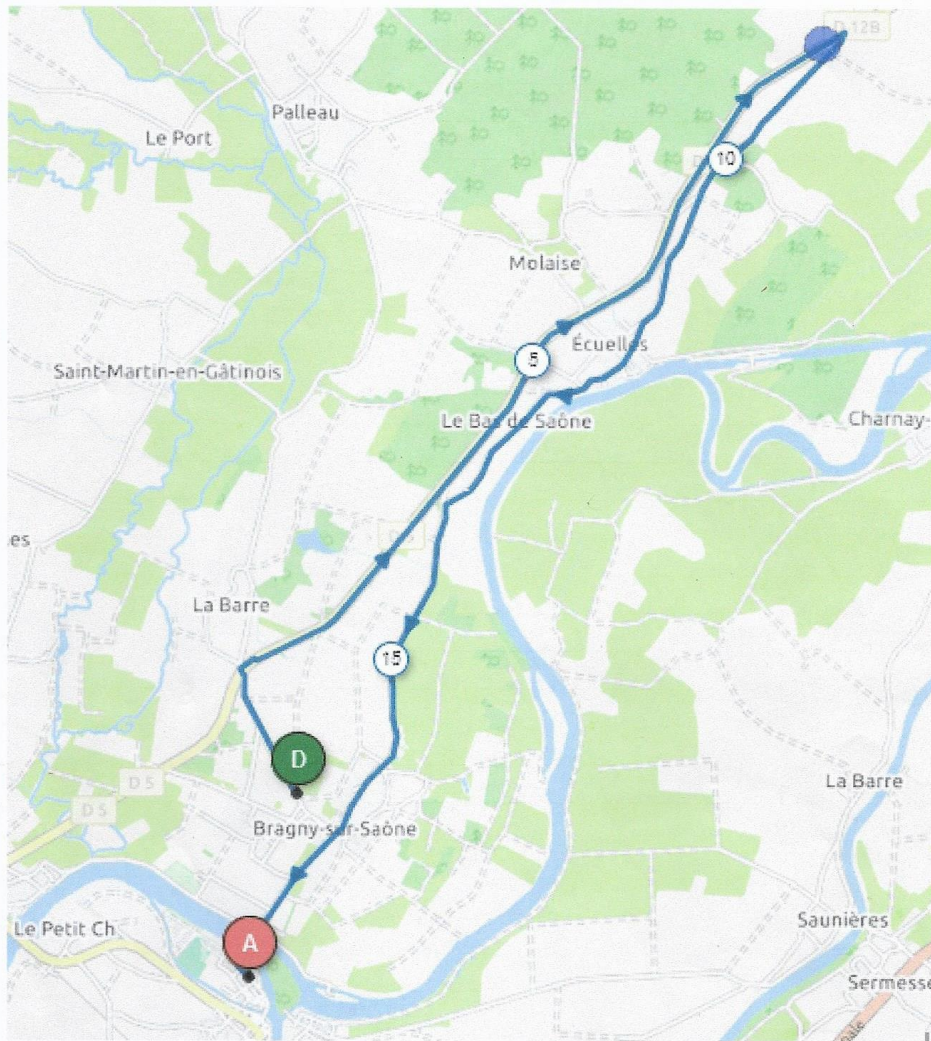 D 12B
Palleau
Le Port
10
Molaise
5
Écuelles
Saint-Martin-en-Gâtinois
Le Bas de Saône
Charnay-
D 5
es
La Barre
15
D
D 5
D 5
La Barre
Bragny-sur-Saône
Le Petit Ch
A
Saunières
Sermesse